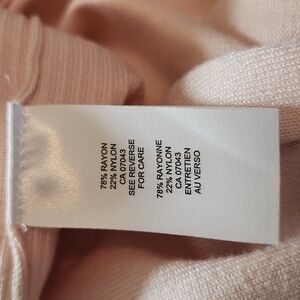 78% RAYON
22% NYLON
CA 07043
SEE REVERSE
FOR CARE
78% RAYONNE
22% NYLON
CA 07043
ENTRETIEN
AU VERSO